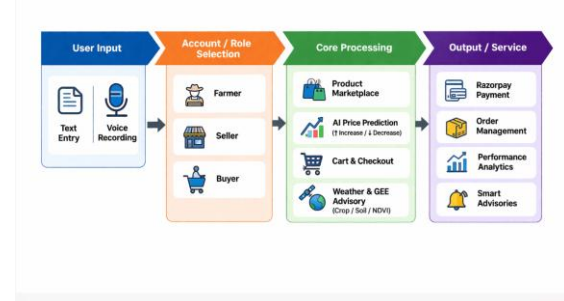 User Input
Account / Role
Selection
Core Processing
Output / Service
Text
Entry
Voice
Recording
Farmer
Seller
Buyer
Product
Marketplace
AI Price Prediction
(↑ Increase / ↓ Decrease)
Cart & Checkout
Weather & GEE
Advisory
(Crop / Soil / NDVI)
Razorpay
Payment
Order
Management
Performance
Analytics
Smart
Advisories